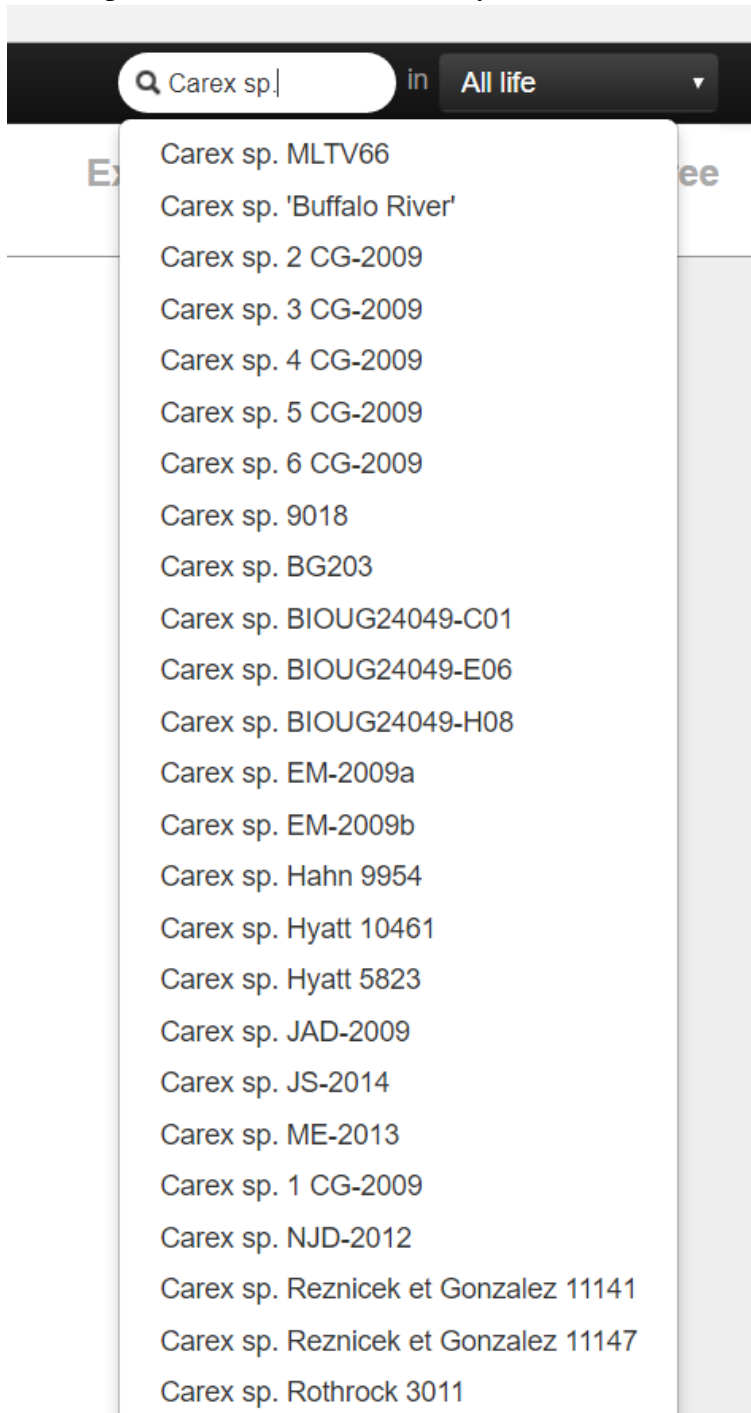 Carex sp. in All life
Ex ee
Carex sp. MLTV66
Carex sp. 'Buffalo River'
Carex sp. 2 CG-2009
Carex sp. 3 CG-2009
Carex sp. 4 CG-2009
Carex sp. 5 CG-2009
Carex sp. 6 CG-2009
Carex sp. 9018
Carex sp. BG203
Carex sp. BIOUG24049-C01
Carex sp. BIOUG24049-E06
Carex sp. BIOUG24049-H08
Carex sp. EM-2009a
Carex sp. EM-2009b
Carex sp. Hahn 9954
Carex sp. Hyatt 10461
Carex sp. Hyatt 5823
Carex sp. JAD-2009
Carex sp. JS-2014
Carex sp. ME-2013
Carex sp. 1 CG-2009
Carex sp. NJD-2012
Carex sp. Reznicek et Gonzalez 11141
Carex sp. Reznicek et Gonzalez 11147
Carex sp. Rothrock 3011